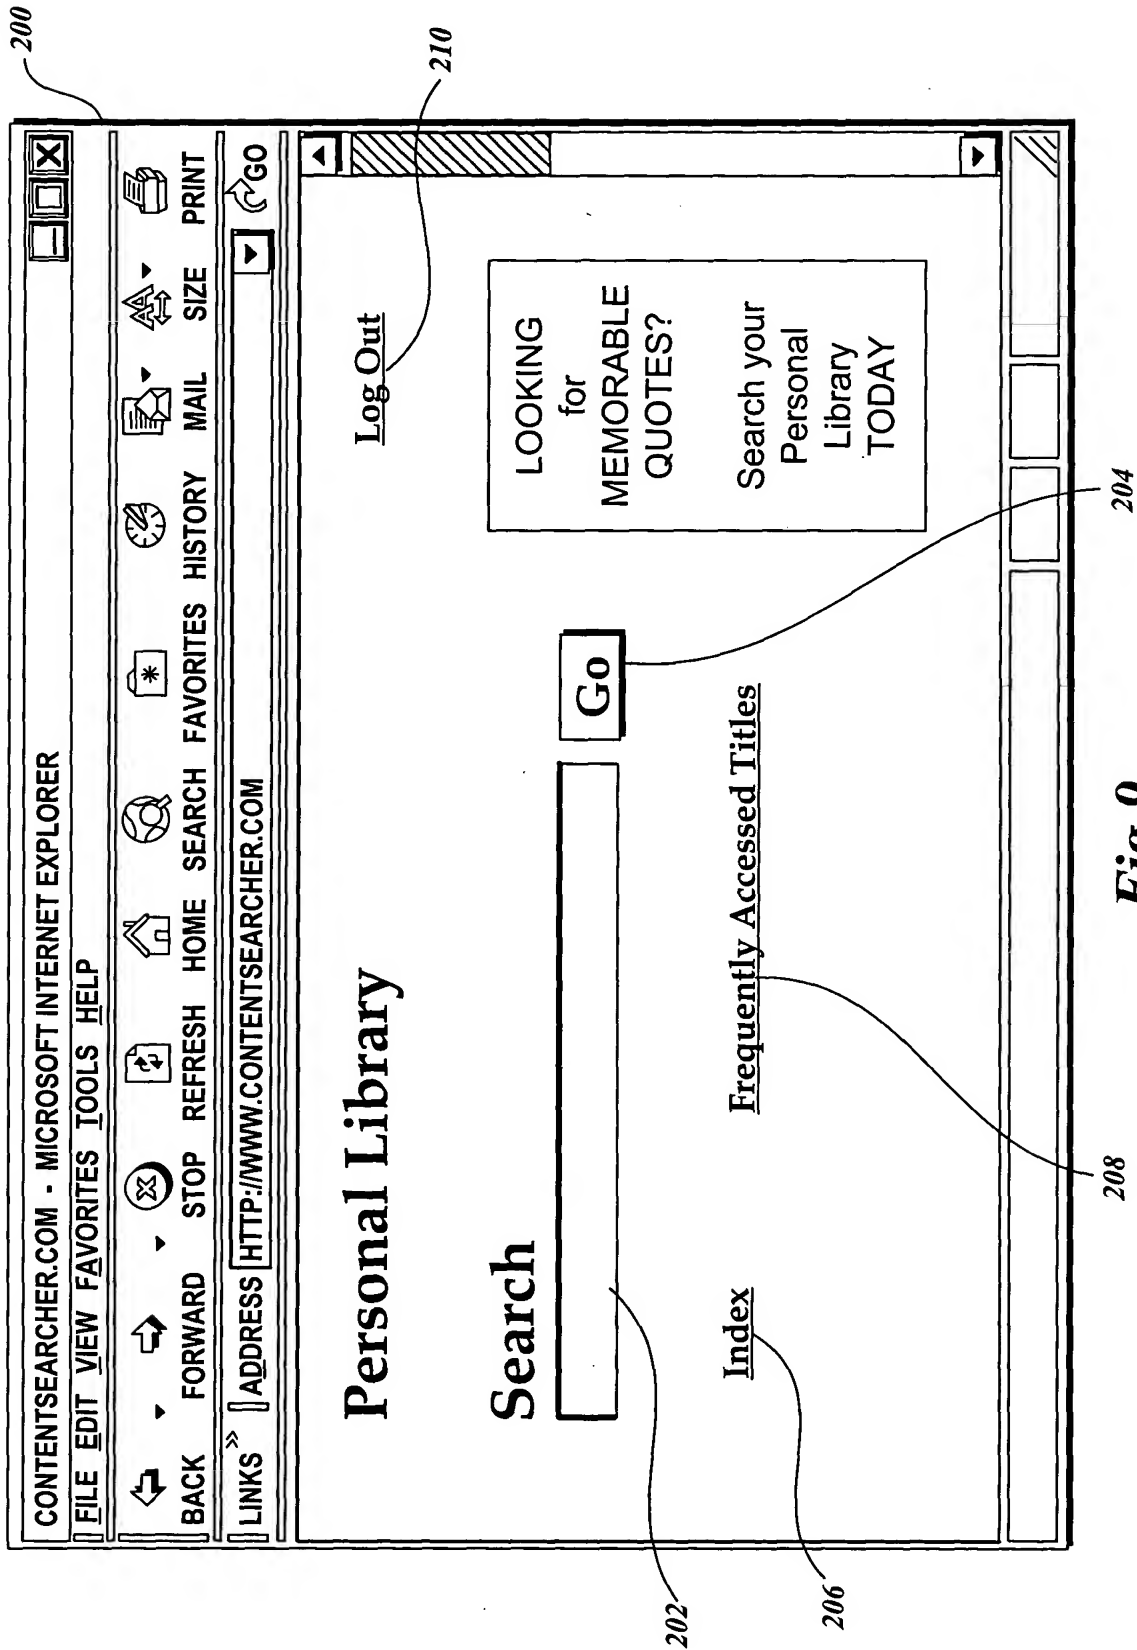 200
CONTENTSEARCHER.COM - MICROSOFT INTERNET EXPLORER
FILE EDIT VIEW FAVORITES TOOLS HELP
BACK FORWARD STOP REFRESH HOME SEARCH FAVORITES HISTORY MAIL SIZE PRINT
LINKS » ADDRESS HTTP://WWW.CONTENTSEARCHER.COM GO
210
Personal Library
Log Out
Search
Go
LOOKING
for
MEMORABLE
QUOTES?
Search your
Personal
Library
TODAY
202
Index
Frequently Accessed Titles
206
208
204
Fig.9.